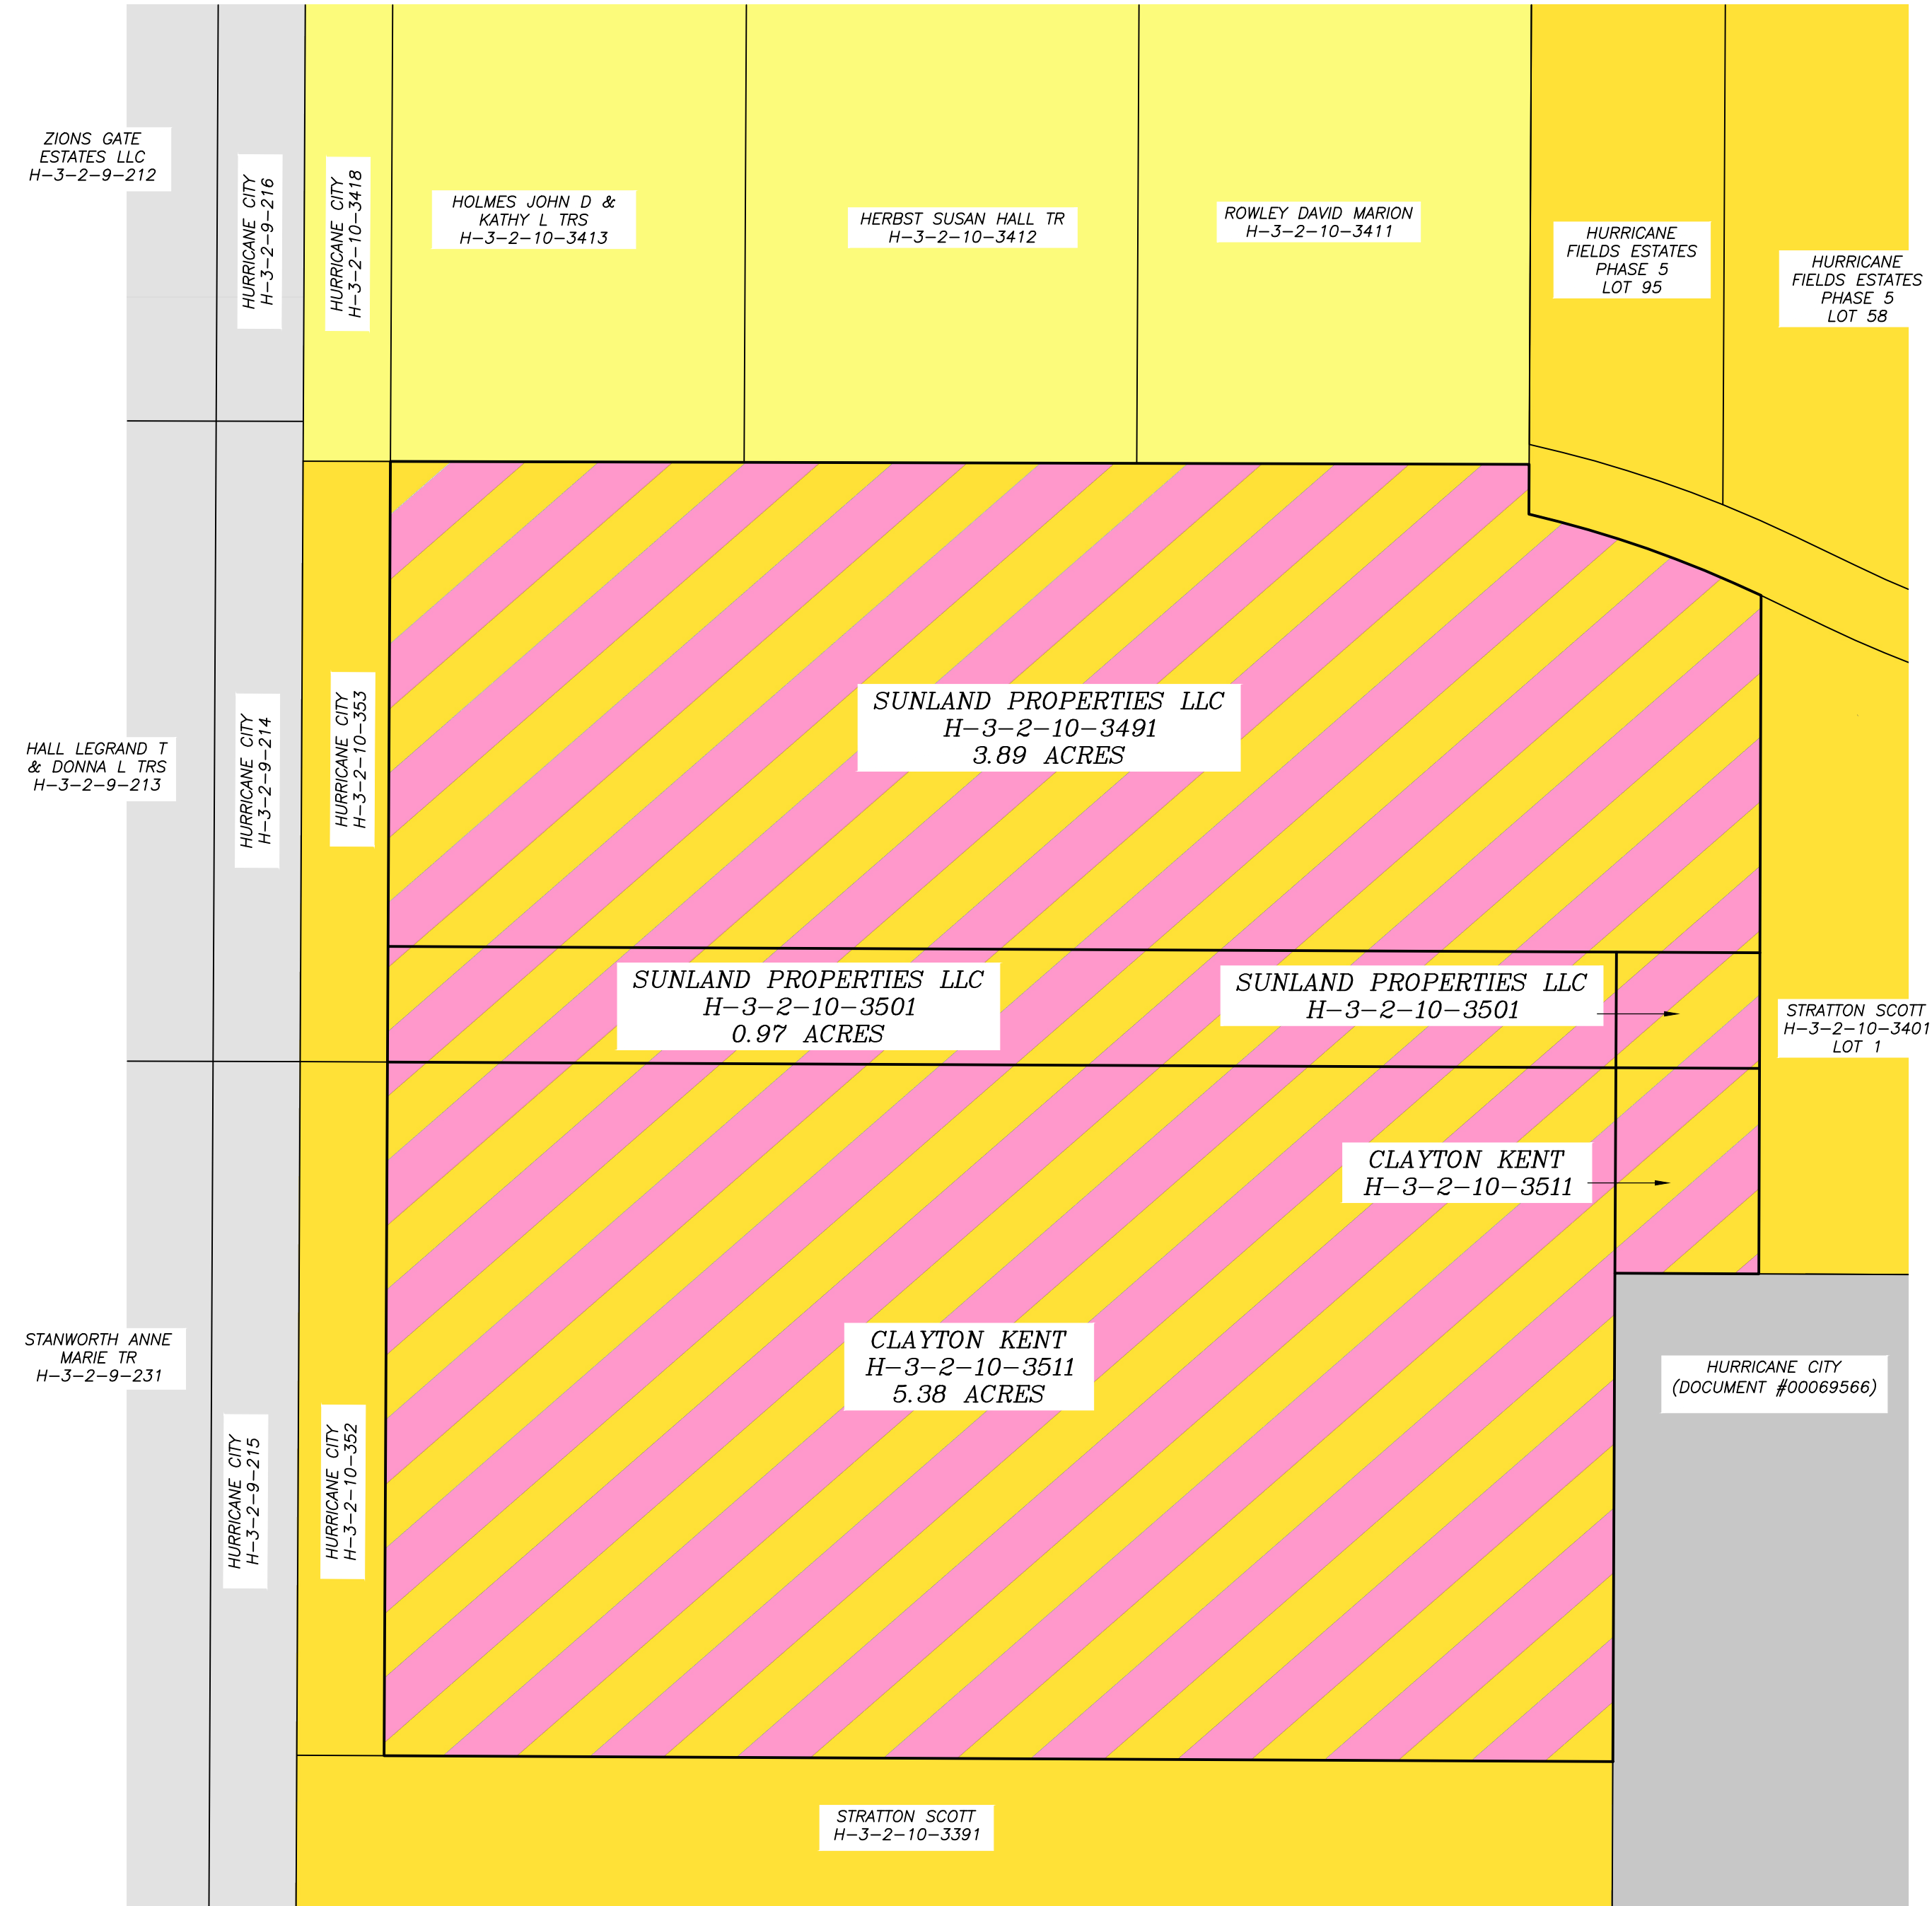 ZIONS GATE
ESTATES LLC
H-3-2-9-212
HURRICANE CITY
H-3-2-9-216
HURRICANE CITY
H-3-2-10-3418
HOLMES JOHN D &
KATHY L TRS
H-3-2-10-3413
HERBST SUSAN HALL TR
H-3-2-10-3412
ROWLEY DAVID MARION
H-3-2-10-3411
HURRICANE
FIELDS ESTATES
PHASE 5
LOT 95
HURRICANE
FIELDS ESTATES
PHASE 5
LOT 58
HALL LEGRAND T
& DONNA L TRS
H-3-2-9-213
HURRICANE CITY
H-3-2-9-214
HURRICANE CITY
H-3-2-10-353
SUNLAND PROPERTIES LLC
H-3-2-10-3491
3.89 ACRES
SUNLAND PROPERTIES LLC
H-3-2-10-3501
0.97 ACRES
SUNLAND PROPERTIES LLC
H-3-2-10-3501
STRATTON SCOTT
H-3-2-10-3401
LOT 1
CLAYTON KENT
H-3-2-10-3511
STANWORTH ANNE
MARIE TR
H-3-2-9-231
HURRICANE CITY
H-3-2-9-215
HURRICANE CITY
H-3-2-10-352
CLAYTON KENT
H-3-2-10-3511
5.38 ACRES
HURRICANE CITY
(DOCUMENT #00069566)
STRATTON SCOTT
H-3-2-10-3391